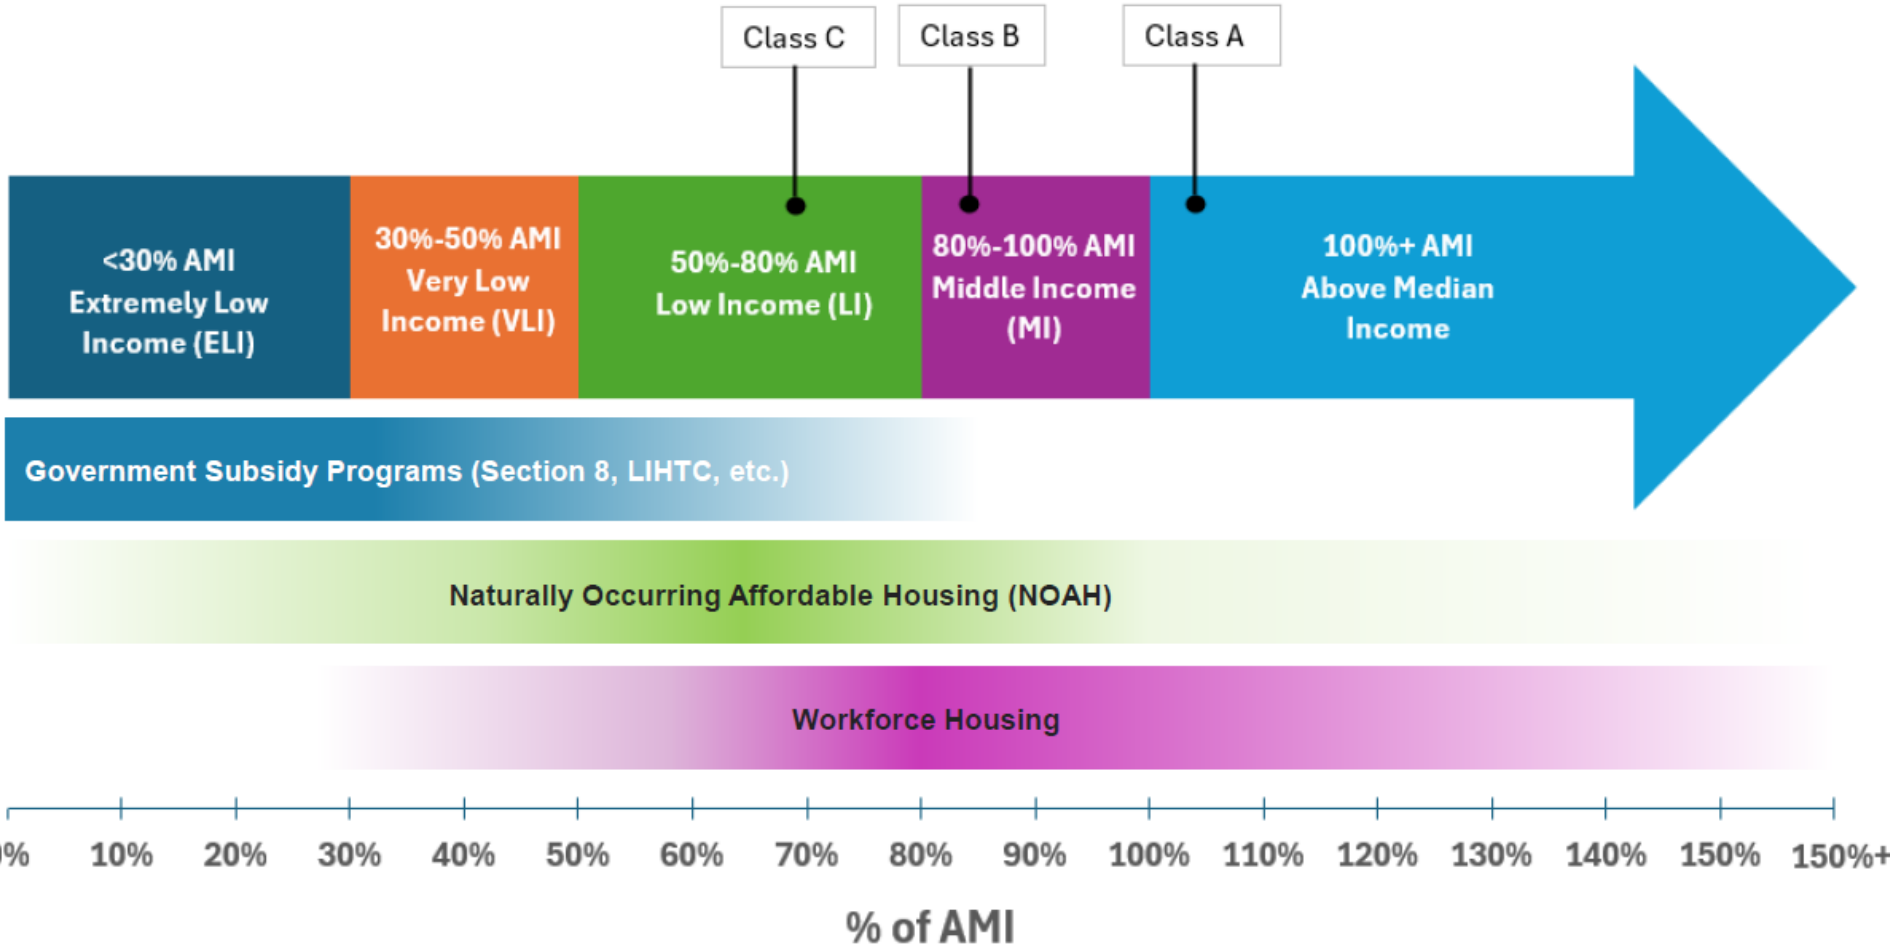 Class C
Class B
Class A
<30% AMI
Extremely Low
Income (ELI)
30%-50% AMI
Very Low
Income (VLI)
50%-80% AMI
Low Income (LI)
80%-100% AMI
Middle Income
(MI)
100%+ AMI
Above Median
Income
Government Subsidy Programs (Section 8, LIHTC, etc.)
Naturally Occurring Affordable Housing (NOAH)
Workforce Housing
0% 10% 20% 30% 40% 50% 60% 70% 80% 90% 100% 110% 120% 130% 140% 150% 150%+
% of AMI